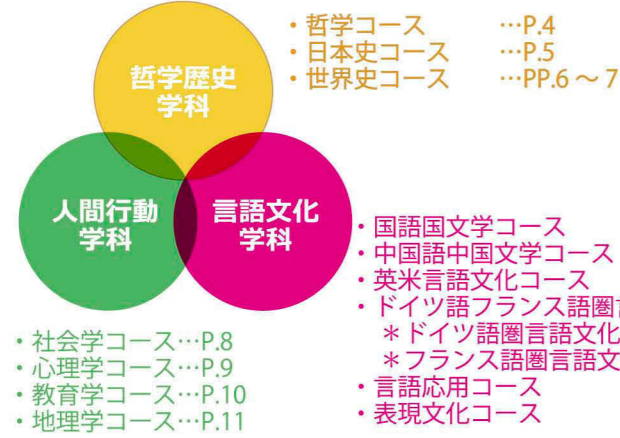 哲学歴史
学科
・哲学コース …P.4
・日本史コース …P.5
・世界史コース …PP.6～7
人間行動
学科
言語文化
学科
・国語国文学コース
・中国語中国文学コース
・英米言語文化コース
・ドイツ語フランス語圏言
＊ドイツ語圏言語文化
＊フランス語圏言語文
・言語応用コース
・表現文化コース
・社会学コース…P.8
・心理学コース…P.9
・教育学コース…P.10
・地理学コース…P.11